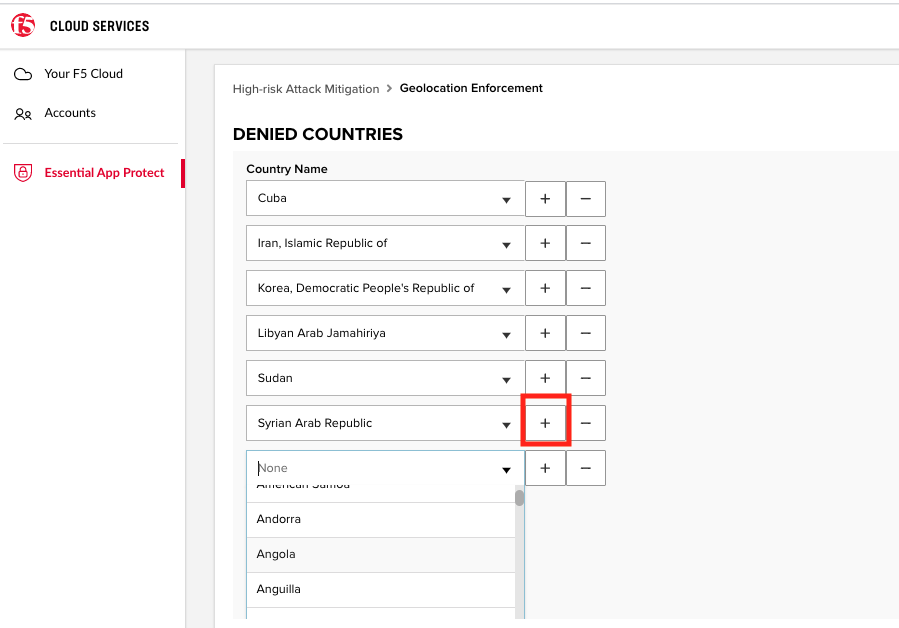 f5 CLOUD SERVICES
Your F5 Cloud
Accounts
Essential App Protect
High-risk Attack Mitigation > Geolocation Enforcement
DENIED COUNTRIES
Country Name
Cuba + −
Iran, Islamic Republic of + −
Korea, Democratic People's Republic of + −
Libyan Arab Jamahiriya + −
Sudan + −
Syrian Arab Republic + −
None + −
American Samoa
Andorra
Angola
Anguilla